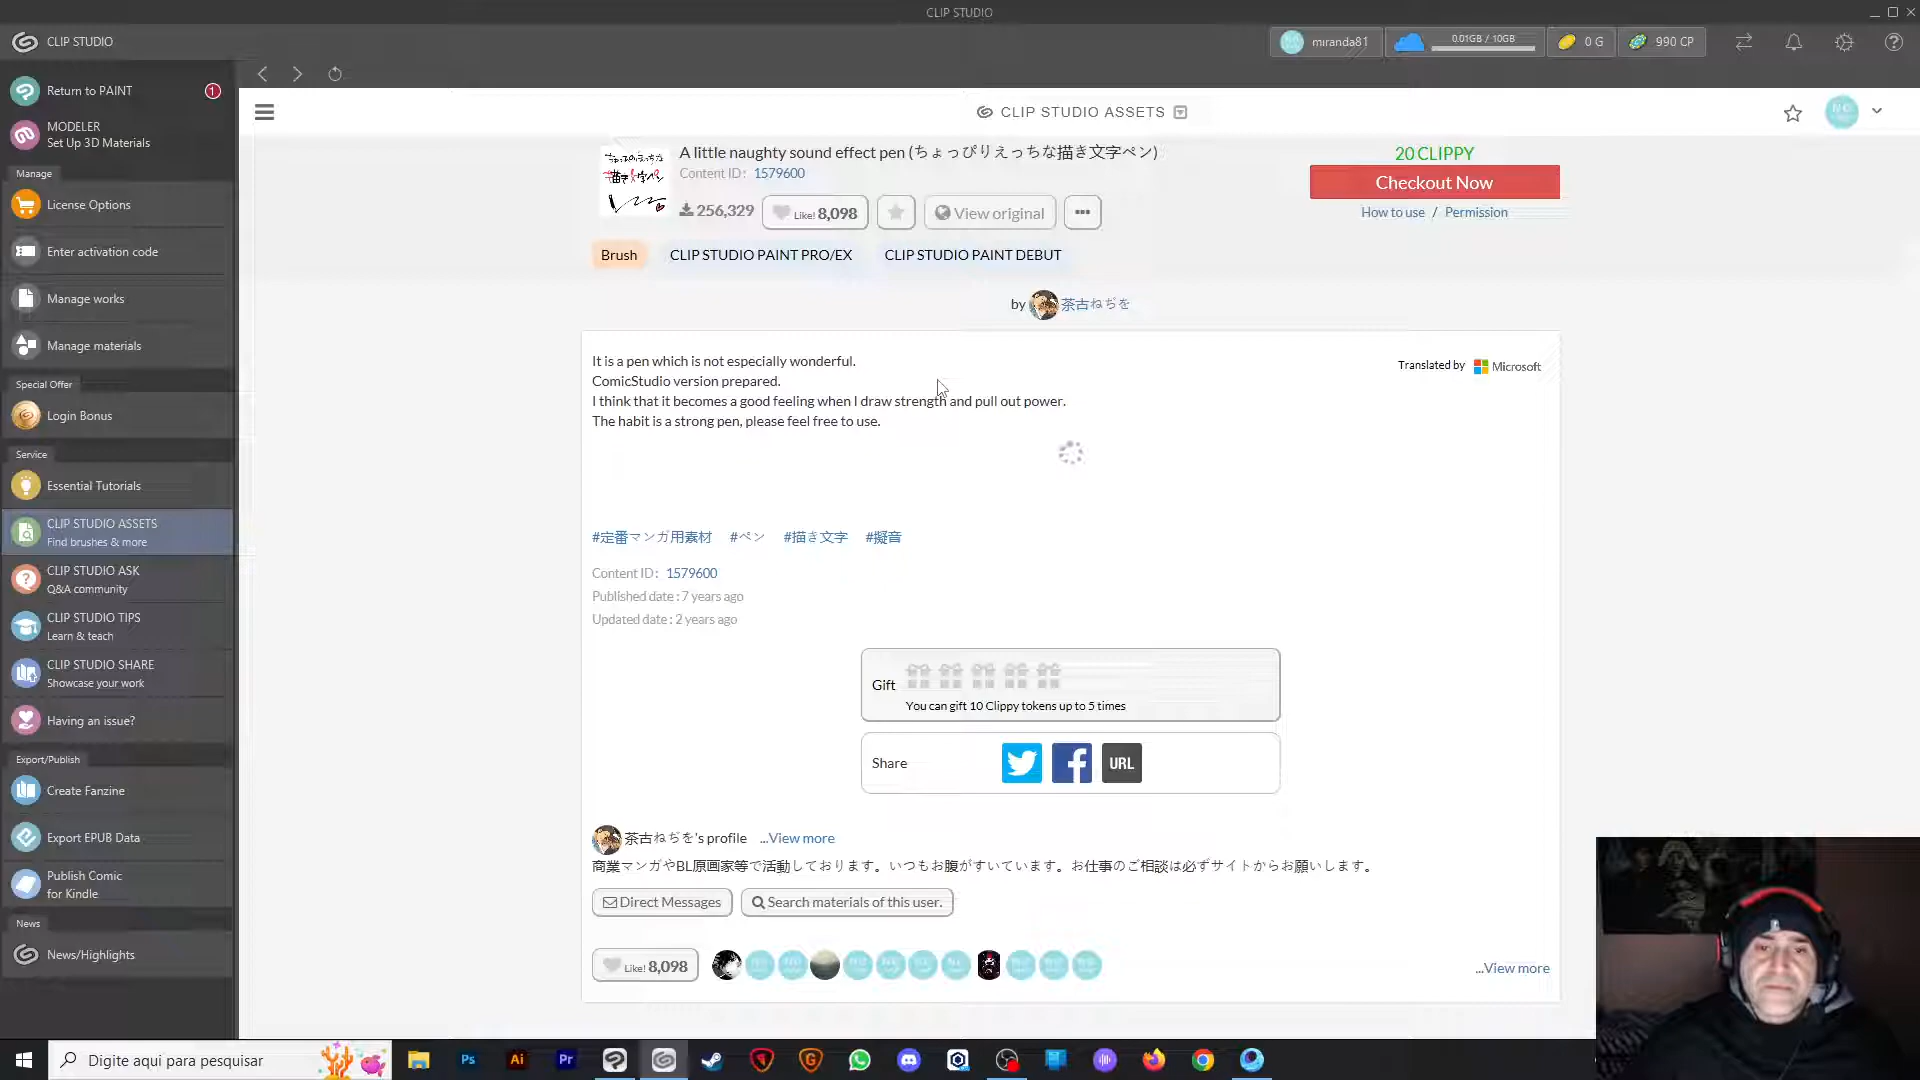 CLIP STUDIO
CLIP STUDIO
miranda81
0.01GB / 10GB
0 G
990 CP
Return to PAINT
1
MODELER
Set Up 3D Materials
Manage
License Options
Enter activation code
Manage works
Manage materials
Special Offer
Login Bonus
Service
Essential Tutorials
CLIP STUDIO ASSETS
Find brushes & more
CLIP STUDIO ASK
Q&A community
CLIP STUDIO TIPS
Learn & teach
CLIP STUDIO SHARE
Showcase your work
Having an issue?
Export/Publish
Create Fanzine
Export EPUB Data
Publish Comic
for Kindle
News
News/Highlights
CLIP STUDIO ASSETS
A little naughty sound effect pen (ちょっぴりえっちな描き文字ペン)
Content ID: 1579600
256,329
Like! 8,098
View original
20 CLIPPY
Checkout Now
How to use / Permission
Brush
CLIP STUDIO PAINT PRO/EX
CLIP STUDIO PAINT DEBUT
by 茶古ねぢを
It is a pen which is not especially wonderful.
ComicStudio version prepared.
I think that it becomes a good feeling when I draw strength and pull out power.
The habit is a strong pen, please feel free to use.
Translated by Microsoft
#定番マンガ用素材 #ペン #描き文字 #擬音
Content ID: 1579600
Published date : 7 years ago
Updated date : 2 years ago
Gift
You can gift 10 Clippy tokens up to 5 times
Share
URL
茶古ねぢを's profile ...View more
商業マンガやBL原画家等で活動しております。いつもお腹がすいています。お仕事のご相談は必ずサイトからお願いします。
Direct Messages
Search materials of this user.
Like! 8,098
...View more
Digite aqui para pesquisar
Ps
Ai
Pr